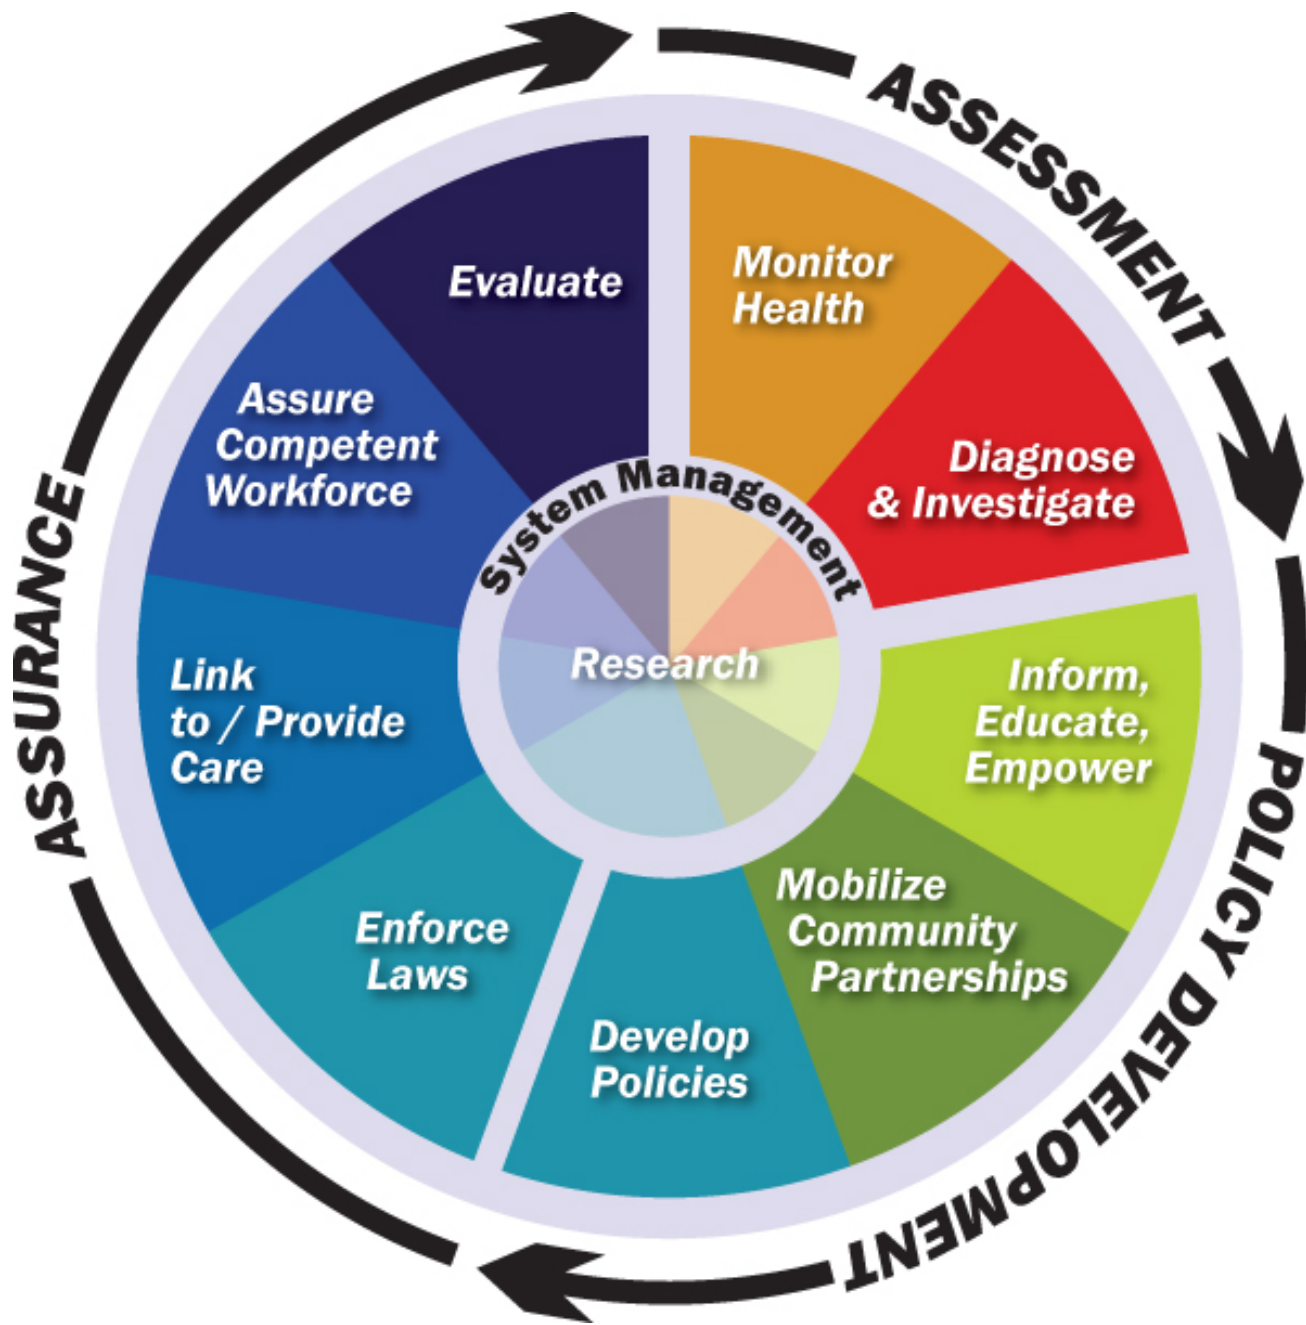 ASSESSMENT
Monitor
Health
Diagnose
& Investigate
POLICY DEVELOPMENT
Inform,
Educate,
Empower
Mobilize
Community
Partnerships
Develop
Policies
ASSURANCE
Enforce
Laws
Link
to / Provide
Care
Assure
Competent
Workforce
Evaluate
System Management
Research